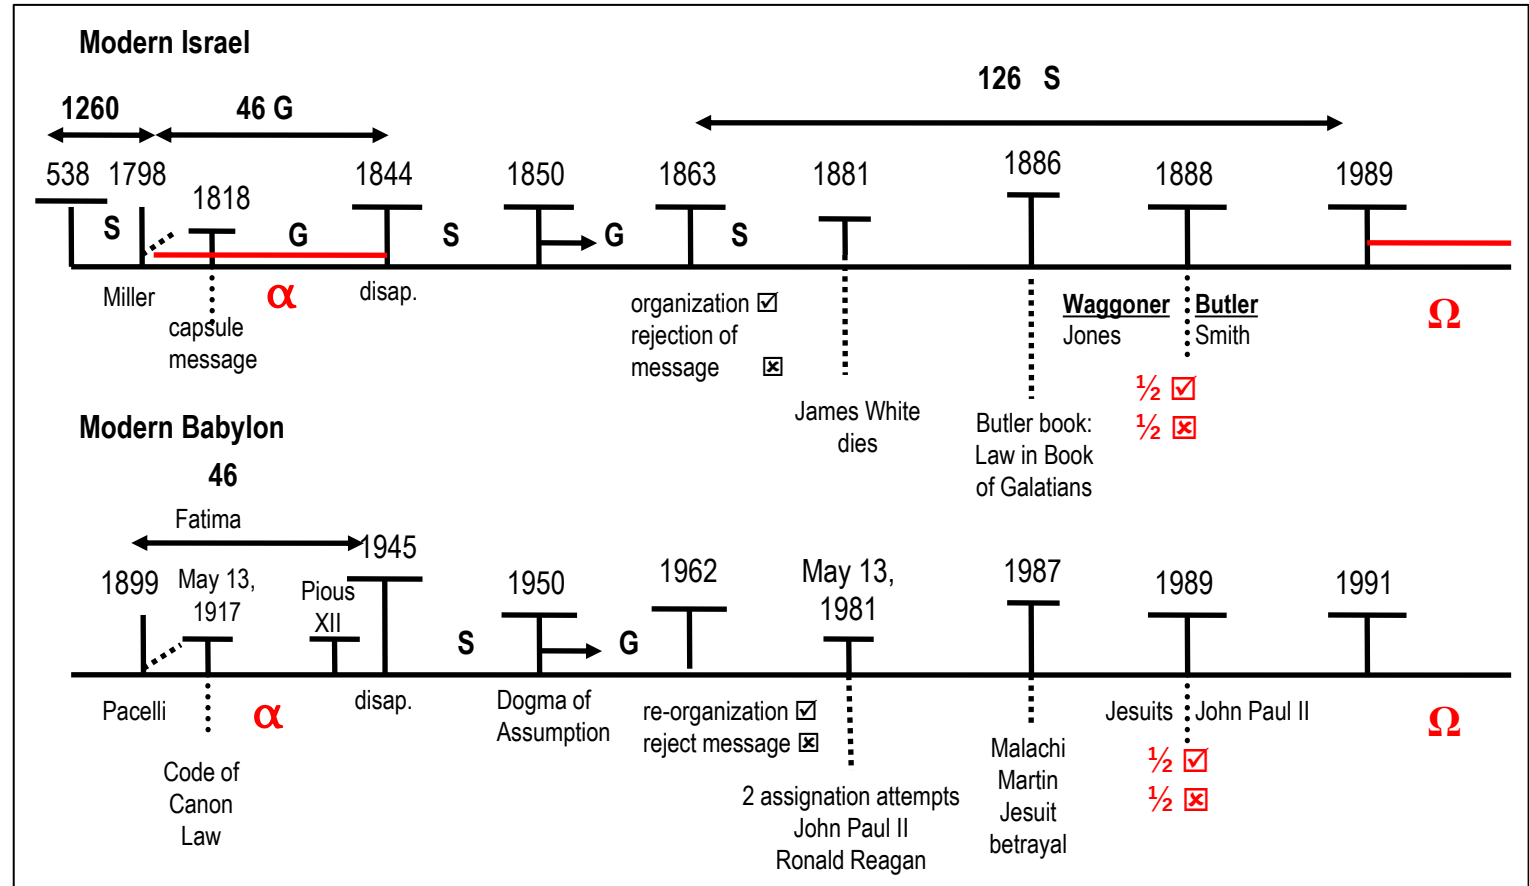 Modern Israel
126 S
1260 46 G
538 1798 1818 1844 1850 1863 1881 1886 1888 1989
S G S G S
Miller
α
disap.
capsule
message
organization ☑
rejection of
message ☒
James White
dies
Butler book:
Law in Book
of Galatians
Waggoner Butler
Jones Smith
½ ☑
½ ☒
Ω
Modern Babylon
46
Fatima
1899
May 13,
1917
Pious
XII
1945
1950
1962
May 13,
1981
1987
1989
1991
S G
Pacelli
α
disap.
Code of
Canon
Law
Dogma of
Assumption
re-organization ☑
reject message ☒
2 assignation attempts
John Paul II
Ronald Reagan
Malachi
Martin
Jesuit
betrayal
Jesuits John Paul II
½ ☑
½ ☒
Ω